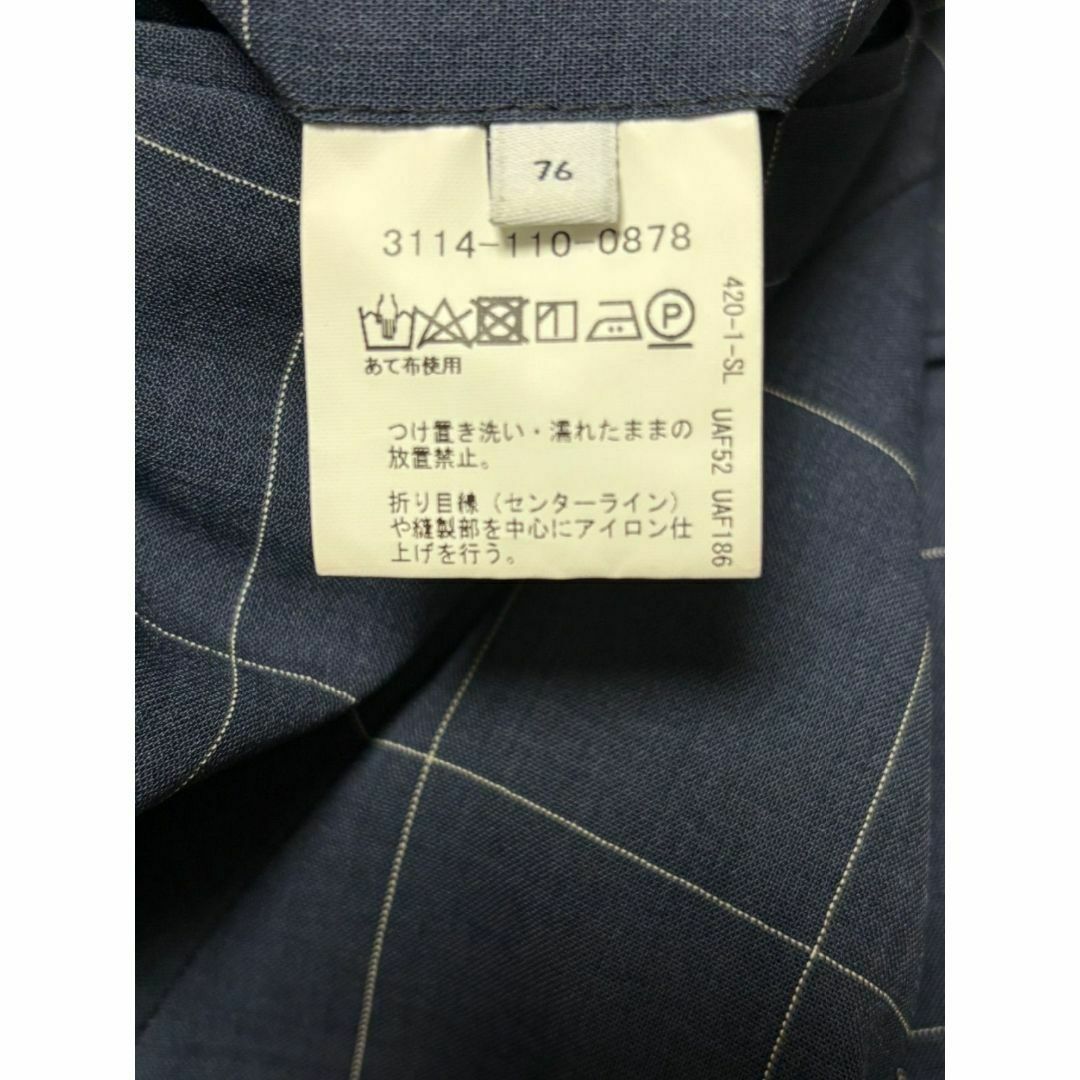 76
3114-110-0878
P
あて布使用
つけ置き洗い・濡れたままの
放置禁止。
折り目線（センターライン）
や縫製部を中心にアイロン仕
上げを行う。
420-1-SL UAF52 UAF186